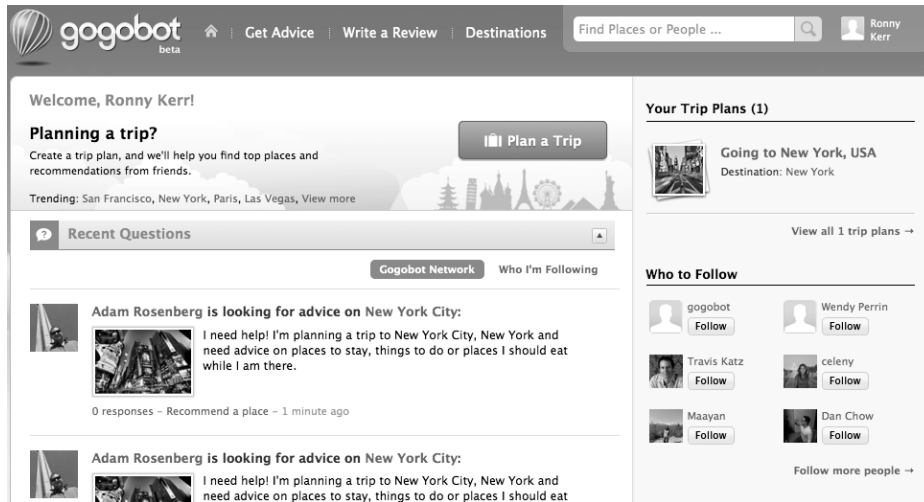 gogobot
beta
Get Advice
Write a Review
Destinations
Find Places or People ...
Ronny
Kerr
Welcome, Ronny Kerr!
Planning a trip?
Create a trip plan, and we'll help you find top places and
recommendations from friends.
Plan a Trip
Trending: San Francisco, New York, Paris, Las Vegas, View more
Recent Questions
Gogobot Network
Who I'm Following
Adam Rosenberg is looking for advice on New York City:
I need help! I'm planning a trip to New York City, New York and
need advice on places to stay, things to do or places I should eat
while I am there.
0 responses – Recommend a place – 1 minute ago
Adam Rosenberg is looking for advice on New York City:
I need help! I'm planning a trip to New York City, New York and
need advice on places to stay, things to do or places I should eat
Your Trip Plans (1)
Going to New York, USA
Destination: New York
View all 1 trip plans →
Who to Follow
gogobot
Follow
Wendy Perrin
Follow
Travis Katz
Follow
celeny
Follow
Maayan
Follow
Dan Chow
Follow
Follow more people →